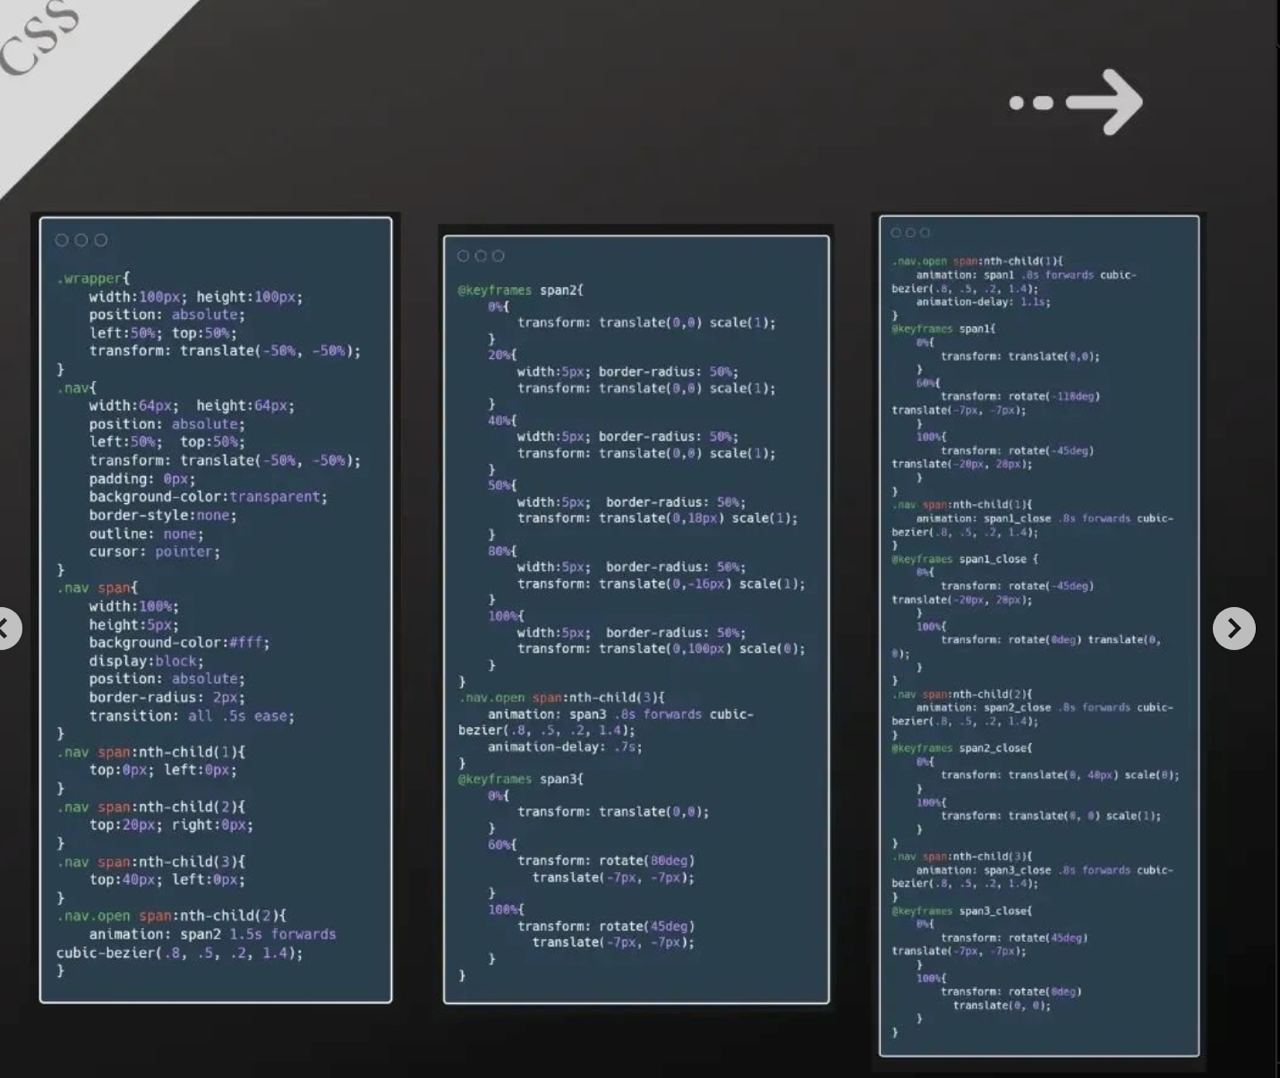 CSS
.wrapper{
width:100px; height:100px;
position: absolute;
left:50%; top:50%;
transform: translate(-50%, -50%);
}
.nav{
width:64px; height:64px;
position: absolute;
left:50%; top:50%;
transform: translate(-50%, -50%);
padding: 0px;
background-color:transparent;
border-style:none;
outline: none;
cursor: pointer;
}
.nav span{
width:100%;
height:5px;
background-color:#fff;
display:block;
position: absolute;
border-radius: 2px;
transition: all .5s ease;
}
.nav span:nth-child(1){
top:0px; left:0px;
}
.nav span:nth-child(2){
top:20px; right:0px;
}
.nav span:nth-child(3){
top:40px; left:0px;
}
.nav.open span:nth-child(2){
animation: span2 1.5s forwards
cubic-bezier(.8, .5, .2, 1.4);
}
@keyframes span2{
0%{
transform: translate(0,0) scale(1);
}
20%{
width:5px; border-radius: 50%;
transform: translate(0,0) scale(1);
}
40%{
width:5px; border-radius: 50%;
transform: translate(0,0) scale(1);
}
50%{
width:5px; border-radius: 50%;
transform: translate(0,18px) scale(1);
}
80%{
width:5px; border-radius: 50%;
transform: translate(0,-16px) scale(1);
}
100%{
width:5px; border-radius: 50%;
transform: translate(0,100px) scale(0);
}
}
.nav.open span:nth-child(3){
animation: span3 .8s forwards cubic-
bezier(.8, .5, .2, 1.4);
animation-delay: .7s;
}
@keyframes span3{
0%{
transform: translate(0,0);
}
60%{
transform: rotate(80deg)
translate(-7px, -7px);
}
100%{
transform: rotate(45deg)
translate(-7px, -7px);
}
}
.nav.open span:nth-child(1){
animation: span1 .8s forwards cubic-
bezier(.8, .5, .2, 1.4);
animation-delay: 1.1s;
}
@keyframes span1{
0%{
transform: translate(0,0);
}
60%{
transform: rotate(-110deg)
translate(-7px, -7px);
}
100%{
transform: rotate(-45deg)
translate(-20px, 20px);
}
}
.nav span:nth-child(1){
animation: span1_close .8s forwards cubic-
bezier(.8, .5, .2, 1.4);
}
@keyframes span1_close {
0%{
transform: rotate(-45deg)
translate(-20px, 20px);
}
100%{
transform: rotate(0deg) translate(0,
0);
}
}
.nav span:nth-child(2){
animation: span2_close .8s forwards cubic-
bezier(.8, .5, .2, 1.4);
}
@keyframes span2_close{
0%{
transform: translate(0, 40px) scale(0);
}
100%{
transform: translate(0, 0) scale(1);
}
}
.nav span:nth-child(3){
animation: span3_close .8s forwards cubic-
bezier(.8, .5, .2, 1.4);
}
@keyframes span3_close{
0%{
transform: rotate(45deg)
translate(-7px, -7px);
}
100%{
transform: rotate(0deg)
translate(0, 0);
}
}